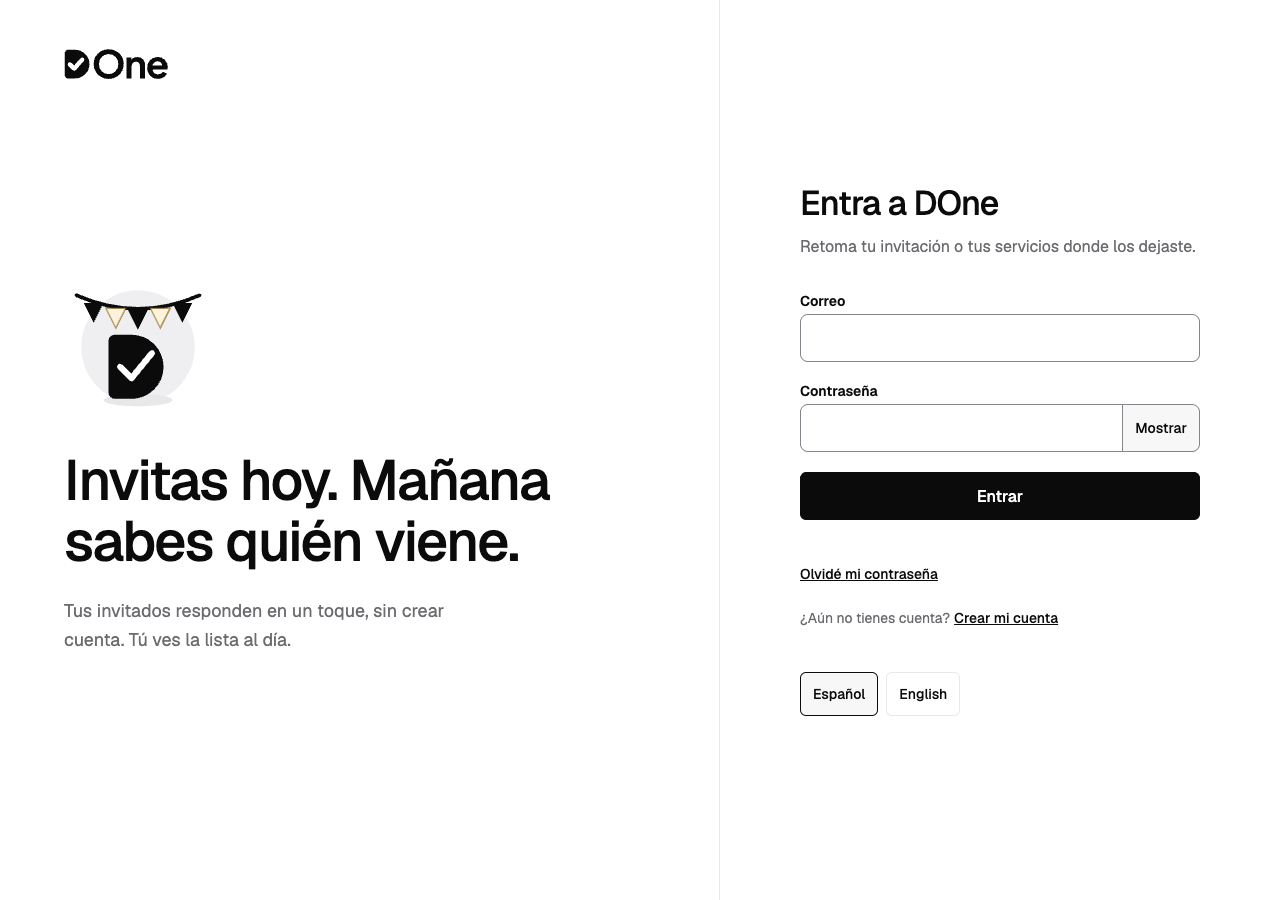 DOne
Invitas hoy. Mañana
sabes quién viene.
Tus invitados responden en un toque, sin crear
cuenta. Tú ves la lista al día.
Entra a DOne
Retoma tu invitación o tus servicios donde los dejaste.
Correo
Contraseña
Mostrar
Entrar
Olvidé mi contraseña
¿Aún no tienes cuenta? Crear mi cuenta
Español English